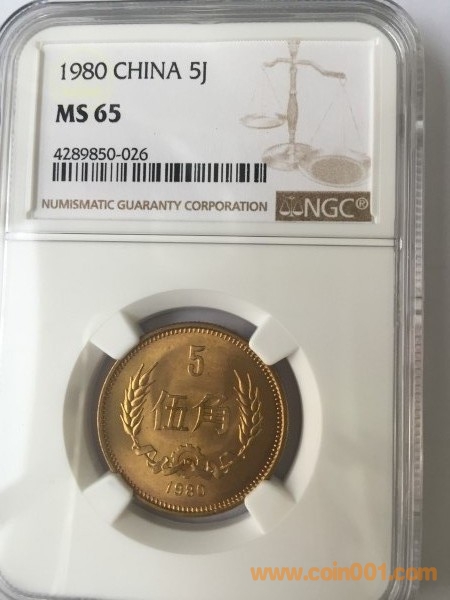 1980 CHINA 5J
MS 65
4289850-026
NUMISMATIC GUARANTY CORPORATION
NGC®
5
伍角
1980
www.coin001.com